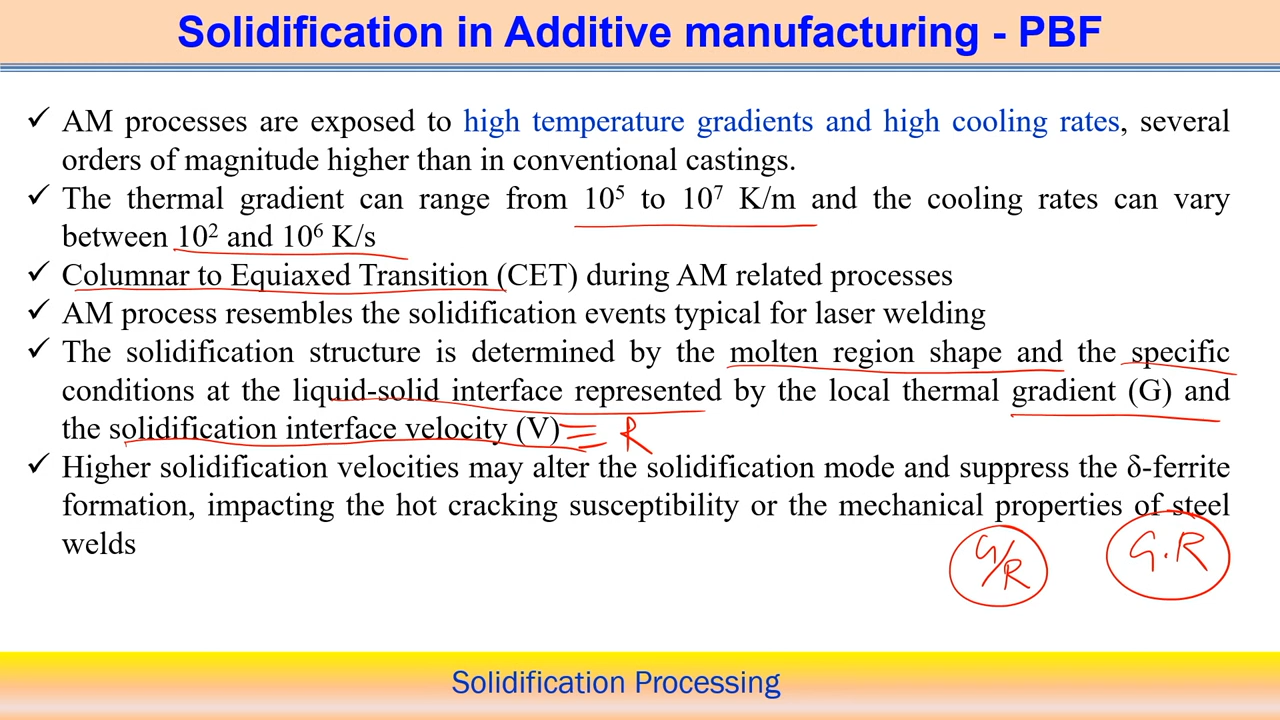 Solidification in Additive manufacturing - PBF
✓ AM processes are exposed to high temperature gradients and high cooling rates, several
orders of magnitude higher than in conventional castings.
✓ The thermal gradient can range from 10⁵ to 10⁷ K/m and the cooling rates can vary
between 10² and 10⁶ K/s
✓ Columnar to Equiaxed Transition (CET) during AM related processes
✓ AM process resembles the solidification events typical for laser welding
✓ The solidification structure is determined by the molten region shape and the specific
conditions at the liquid-solid interface represented by the local thermal gradient (G) and
the solidification interface velocity (V) ≡ R
✓ Higher solidification velocities may alter the solidification mode and suppress the δ-ferrite
formation, impacting the hot cracking susceptibility or the mechanical properties of steel
welds
G/R
G.R
Solidification Processing